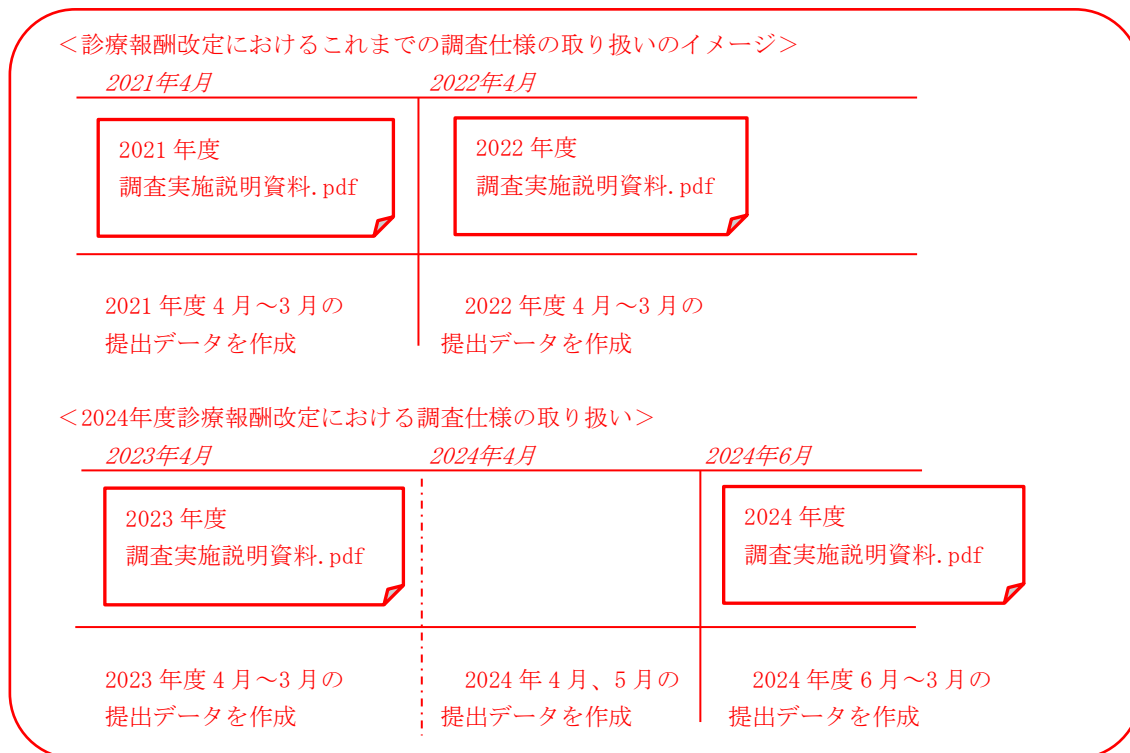 ＜診療報酬改定におけるこれまでの調査仕様の取り扱いのイメージ＞
2021年4月 2022年4月
2021 年度
調査実施説明資料.pdf
2022 年度
調査実施説明資料.pdf
2021 年度 4 月～3 月の
提出データを作成
2022 年度 4 月～3 月の
提出データを作成
＜2024年度診療報酬改定における調査仕様の取り扱い＞
2023年4月 2024年4月 2024年6月
2023 年度
調査実施説明資料.pdf
2024 年度
調査実施説明資料.pdf
2023 年度 4 月～3 月の
提出データを作成
2024 年 4 月、5 月の
提出データを作成
2024 年度 6 月～3 月の
提出データを作成